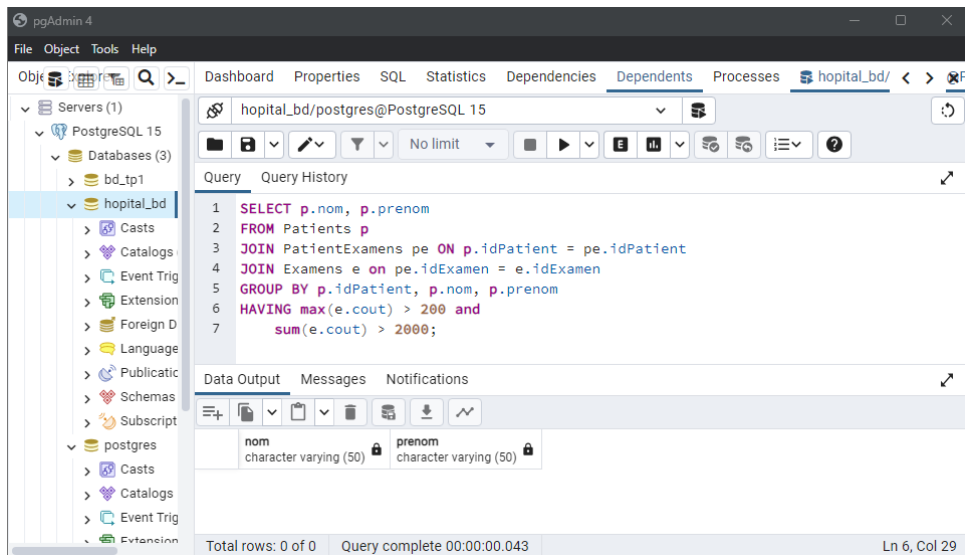 pgAdmin 4
File Object Tools Help
Dashboard Properties SQL Statistics Dependencies Dependents Processes hopital_bd/
Servers (1)
PostgreSQL 15
Databases (3)
bd_tp1
hopital_bd
Casts
Catalogs
Event Trig
Extension
Foreign D
Language
Publicatic
Schemas
Subscript
postgres
Casts
Catalogs
Event Trig
Extension
hopital_bd/postgres@PostgreSQL 15
No limit
E
Query Query History
1 SELECT p.nom, p.prenom
2 FROM Patients p
3 JOIN PatientExamens pe ON p.idPatient = pe.idPatient
4 JOIN Examens e on pe.idExamen = e.idExamen
5 GROUP BY p.idPatient, p.nom, p.prenom
6 HAVING max(e.cout) > 200 and
7 sum(e.cout) > 2000;
Data Output Messages Notifications
nom
character varying (50)
prenom
character varying (50)
Total rows: 0 of 0 Query complete 00:00:00.043 Ln 6, Col 29